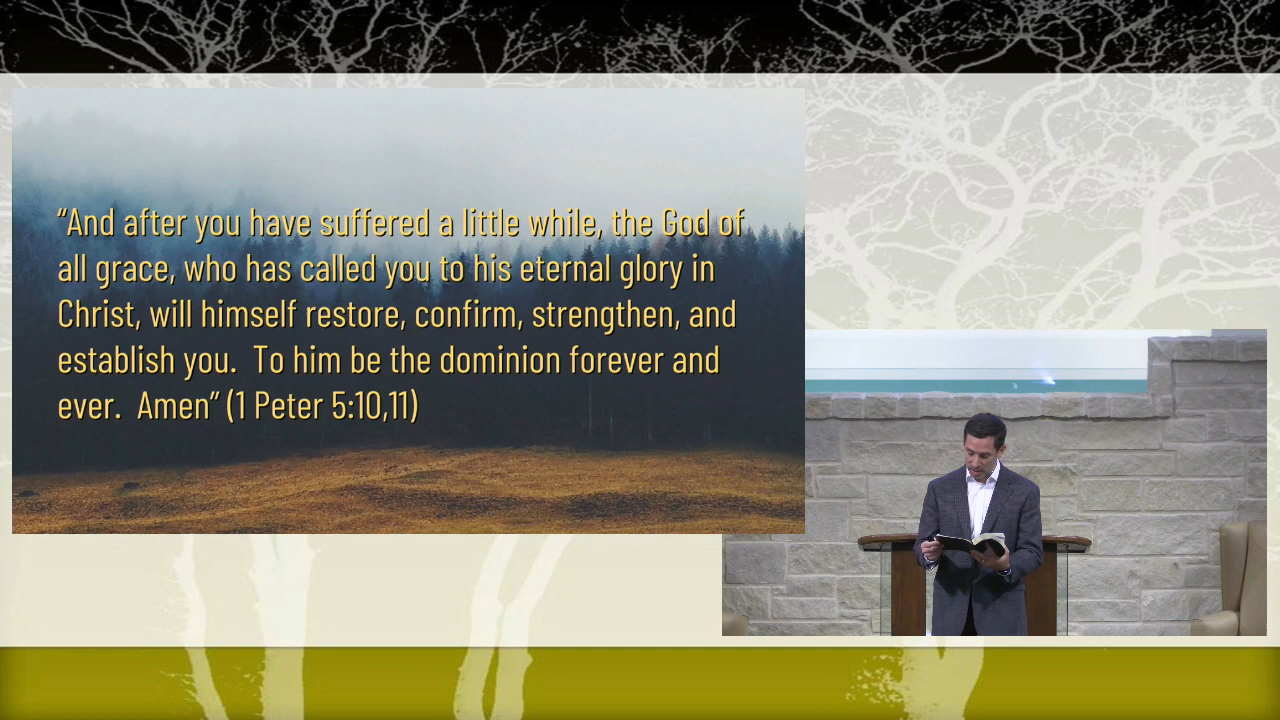 “And after you have suffered a little while, the God of
all grace, who has called you to his eternal glory in
Christ, will himself restore, confirm, strengthen, and
establish you.  To him be the dominion forever and
ever.  Amen” (1 Peter 5:10,11)